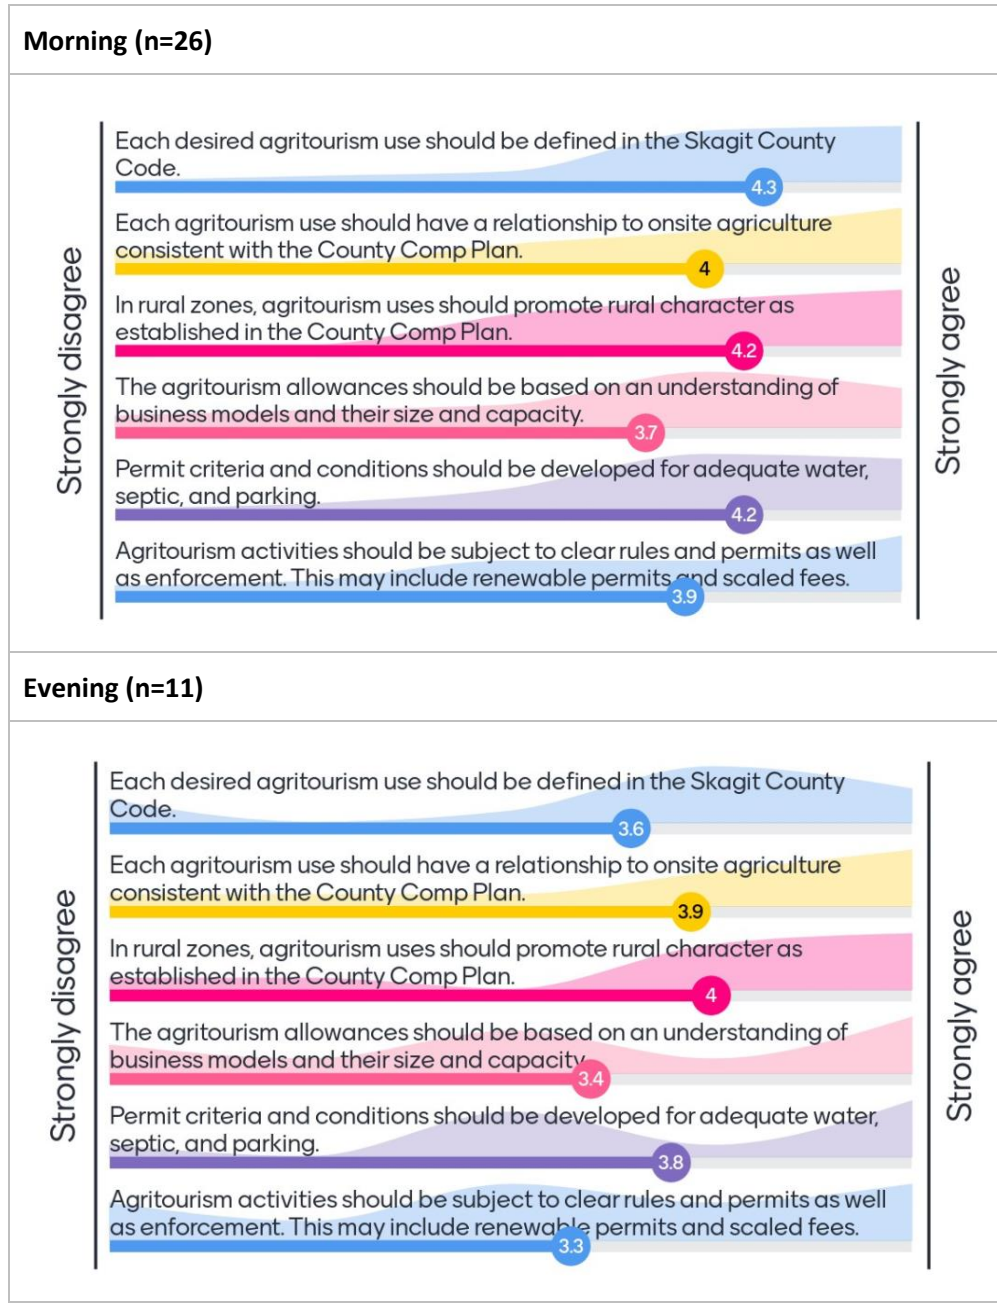 Morning (n=26)
Strongly disagree
Each desired agritourism use should be defined in the Skagit County
Code.
4.3
Each agritourism use should have a relationship to onsite agriculture
consistent with the County Comp Plan.
4
In rural zones, agritourism uses should promote rural character as
established in the County Comp Plan.
4.2
The agritourism allowances should be based on an understanding of
business models and their size and capacity.
3.7
Permit criteria and conditions should be developed for adequate water,
septic, and parking.
4.2
Agritourism activities should be subject to clear rules and permits as well
as enforcement. This may include renewable permits and scaled fees.
3.9
Strongly agree
Evening (n=11)
Strongly disagree
Each desired agritourism use should be defined in the Skagit County
Code.
3.6
Each agritourism use should have a relationship to onsite agriculture
consistent with the County Comp Plan.
3.9
In rural zones, agritourism uses should promote rural character as
established in the County Comp Plan.
4
The agritourism allowances should be based on an understanding of
business models and their size and capacity
3.4
Permit criteria and conditions should be developed for adequate water,
septic, and parking.
3.8
Agritourism activities should be subject to clear rules and permits as well
as enforcement. This may include renewable permits and scaled fees.
3.3
Strongly agree